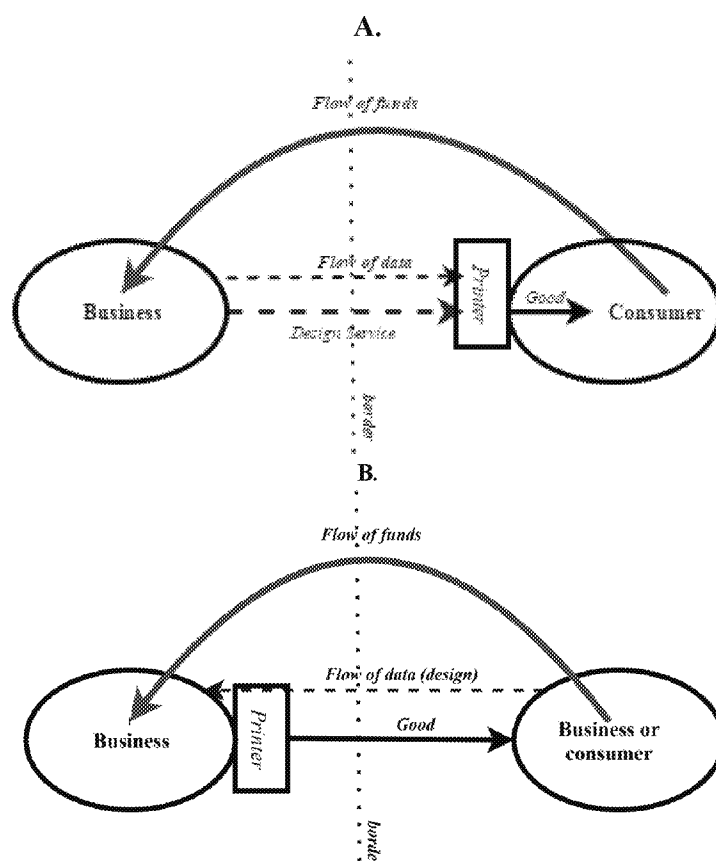 A.
Flow of funds
Flow of data
Printer
Business
Good
Consumer
Design Service
border
B.
Flow of funds
Flow of data (design)
Printer
Good
Business
Business or
consumer
borde